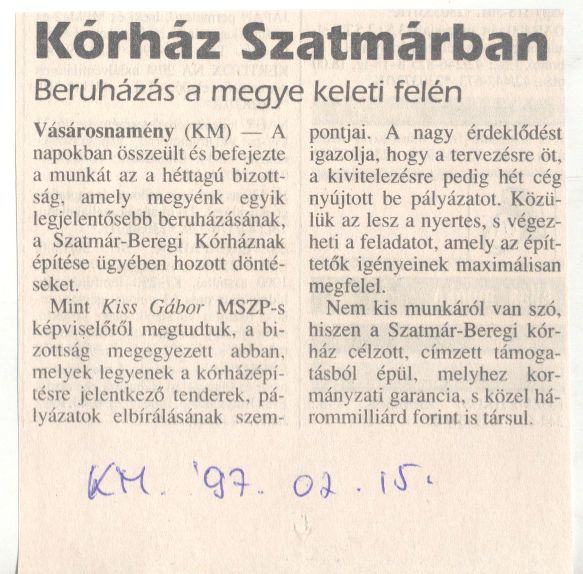 Kórház Szatmárban
Beruházás a megye keleti felén
Vásárosnamény (KM) — A
napokban összeült és befejezte
a munkát az a héttagú bizott-
ság, amely megyénk egyik
legjelentősebb beruházásának,
a Szatmár-Beregi Kórháznak
építése ügyében hozott dönté-
seket.
Mint Kiss Gábor MSZP-s
képviselőtől megtudtuk, a bi-
zottság megegyezett abban,
melyek legyenek a kórházépí-
tésre jelentkező tenderek, pá-
lyázatok elbírálásának szem-
pontjai. A nagy érdeklődést
igazolja, hogy a tervezésre öt,
a kivitelezésre pedig hét cég
nyújtott be pályázatot. Közü-
lük az lesz a nyertes, s végez-
heti a feladatot, amely az épít-
tetők igényeinek maximálisan
megfelel.
Nem kis munkáról van szó,
hiszen a Szatmár-Beregi kór-
ház célzott, címzett támoga-
tásból épül, melyhez kor-
mányzati garancia, s közel há-
rommilliárd forint is társul.
KM. '97. 02. 15.